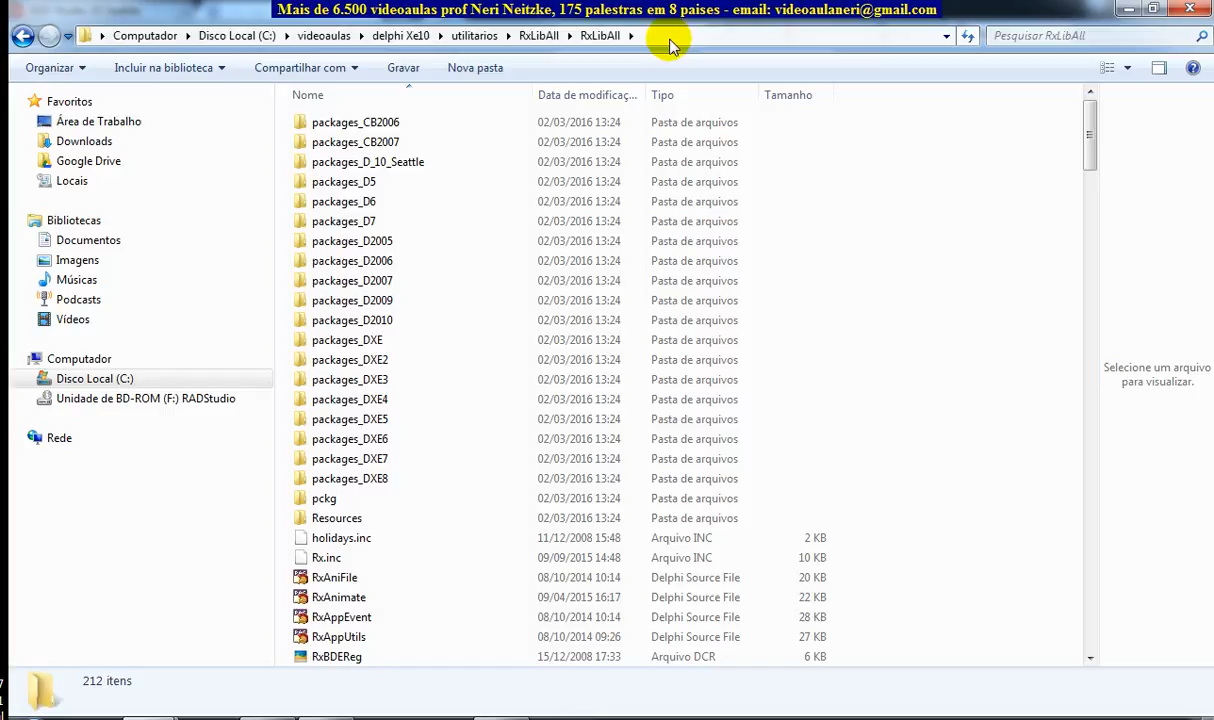 Mais de 6.500 videoaulas prof Neri Neitzke, 175 palestras em 8 paises - email: videoaulaneri@gmail.com
Computador Disco Local (C:) videoaulas delphi Xe10 utilitarios RxLibAll RxLibAll Pesquisar RxLibAll
Organizar Incluir na biblioteca Compartilhar com Gravar Nova pasta
Nome Data de modificaç... Tipo Tamanho
Favoritos
Área de Trabalho
Downloads
Google Drive
Locais
Bibliotecas
Documentos
Imagens
Músicas
Podcasts
Vídeos
Computador
Disco Local (C:)
Unidade de BD-ROM (F:) RADStudio
Rede
packages_CB2006 02/03/2016 13:24 Pasta de arquivos
packages_CB2007 02/03/2016 13:24 Pasta de arquivos
packages_D_10_Seattle 02/03/2016 13:24 Pasta de arquivos
packages_D5 02/03/2016 13:24 Pasta de arquivos
packages_D6 02/03/2016 13:24 Pasta de arquivos
packages_D7 02/03/2016 13:24 Pasta de arquivos
packages_D2005 02/03/2016 13:24 Pasta de arquivos
packages_D2006 02/03/2016 13:24 Pasta de arquivos
packages_D2007 02/03/2016 13:24 Pasta de arquivos
packages_D2009 02/03/2016 13:24 Pasta de arquivos
packages_D2010 02/03/2016 13:24 Pasta de arquivos
packages_DXE 02/03/2016 13:24 Pasta de arquivos
packages_DXE2 02/03/2016 13:24 Pasta de arquivos
packages_DXE3 02/03/2016 13:24 Pasta de arquivos
packages_DXE4 02/03/2016 13:24 Pasta de arquivos
packages_DXE5 02/03/2016 13:24 Pasta de arquivos
packages_DXE6 02/03/2016 13:24 Pasta de arquivos
packages_DXE7 02/03/2016 13:24 Pasta de arquivos
packages_DXE8 02/03/2016 13:24 Pasta de arquivos
pckg 02/03/2016 13:24 Pasta de arquivos
Resources 02/03/2016 13:24 Pasta de arquivos
holidays.inc 11/12/2008 15:48 Arquivo INC 2 KB
Rx.inc 09/09/2015 14:48 Arquivo INC 10 KB
RxAniFile 08/10/2014 10:14 Delphi Source File 20 KB
RxAnimate 09/04/2015 16:17 Delphi Source File 22 KB
RxAppEvent 08/10/2014 10:14 Delphi Source File 28 KB
RxAppUtils 08/10/2014 09:26 Delphi Source File 27 KB
RxBDEReg 15/12/2008 17:33 Arquivo DCR 6 KB
Selecione um arquivo
para visualizar.
212 itens